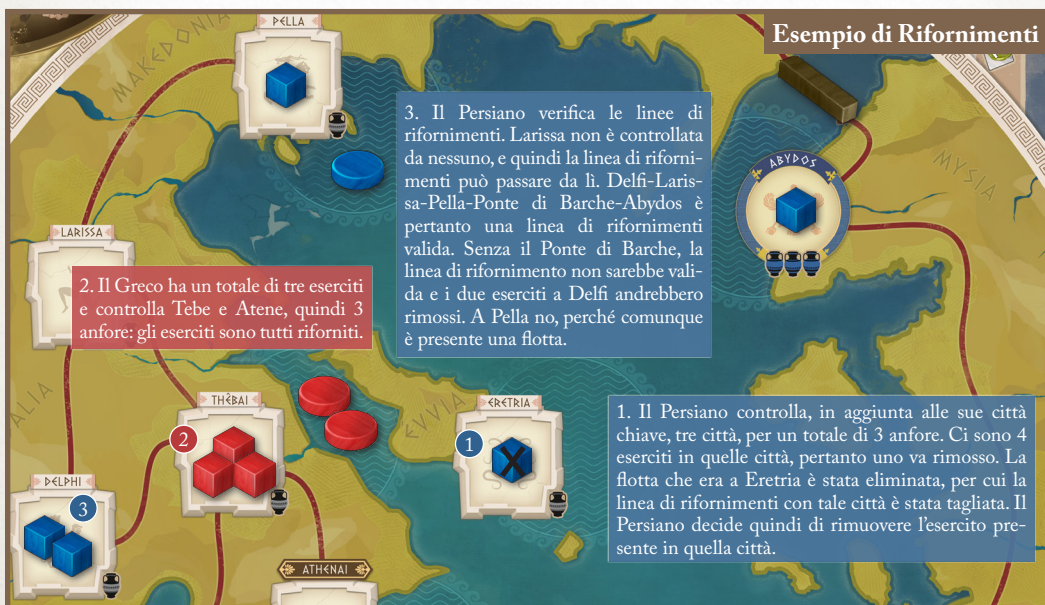 Esempio di Rifornimenti
PELLA
MAKEDONIA
3. Il Persiano verifica le linee di
rifornimenti. Larissa non è controllata
da nessuno, e quindi la linea di riforni-
menti può passare da lì. Delfi-Laris-
sa-Pella-Ponte di Barche-Abydos è
pertanto una linea di rifornimenti
valida. Senza il Ponte di Barche, la
linea di rifornimento non sarebbe vali-
da e i due eserciti a Delfi andrebbero
rimossi. A Pella no, perché comunque
è presente una flotta.
ABYDOS
MYSIA
LARISSA
2. Il Greco ha un totale di tre eserciti
e controlla Tebe e Atene, quindi 3
anfore: gli eserciti sono tutti riforniti.
THÊBAI
2
EVVIA
ERETRIA
1
X
1. Il Persiano controlla, in aggiunta alle sue città
chiave, tre città, per un totale di 3 anfore. Ci sono 4
eserciti in quelle città, pertanto uno va rimosso. La
flotta che era a Eretria è stata eliminata, per cui la
linea di rifornimenti con tale città è stata tagliata. Il
Persiano decide quindi di rimuovere l'esercito pre-
sente in quella città.
DELPHI
3
ATHENAI